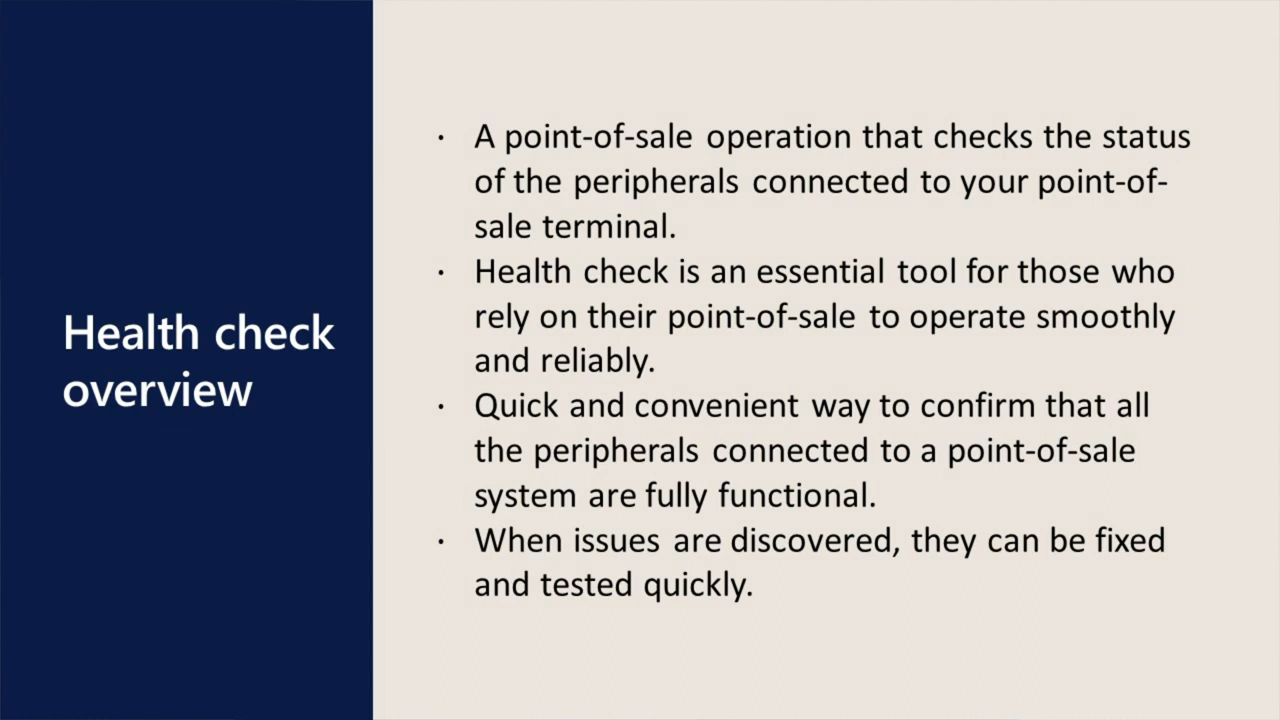 Health check
overview
· A point-of-sale operation that checks the status
of the peripherals connected to your point-of-
sale terminal.
· Health check is an essential tool for those who
rely on their point-of-sale to operate smoothly
and reliably.
· Quick and convenient way to confirm that all
the peripherals connected to a point-of-sale
system are fully functional.
· When issues are discovered, they can be fixed
and tested quickly.